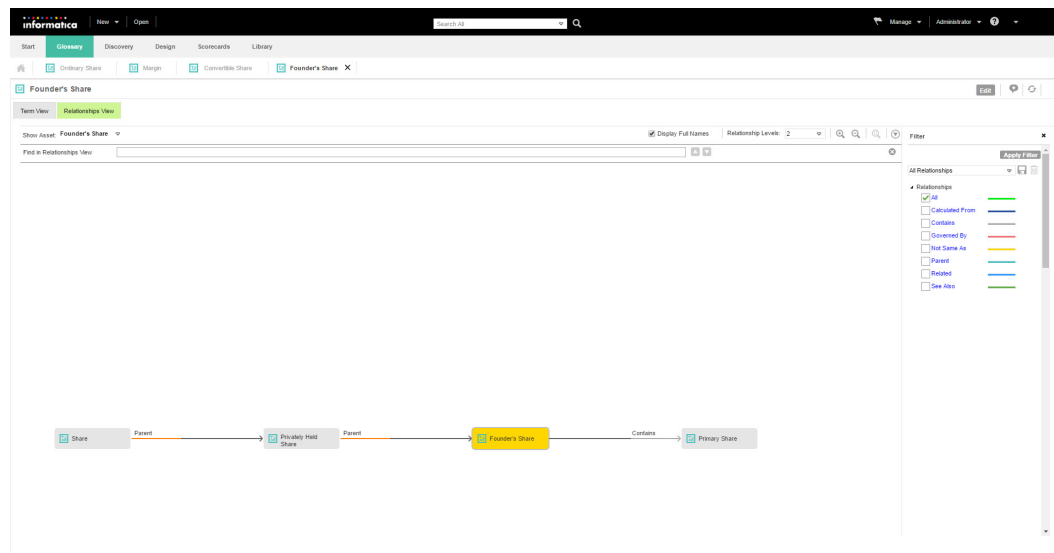 informatica New Open Search All Manage Administrator
Start Glossary Discovery Design Scorecards Library
Ordinary Share Margin Convertible Share Founder's Share X
Founder's Share Edit
Term View Relationships View
Show Asset: Founder's Share Display Full Names Relationship Levels: 2 Filter
Find in Relationships View Apply Filter
All Relationships
Relationships
All
Calculated From
Contains
Governed By
Not Same As
Parent
Related
See Also
Parent Parent Contains
Share Privately Held Founder's Share Primary Share
Share